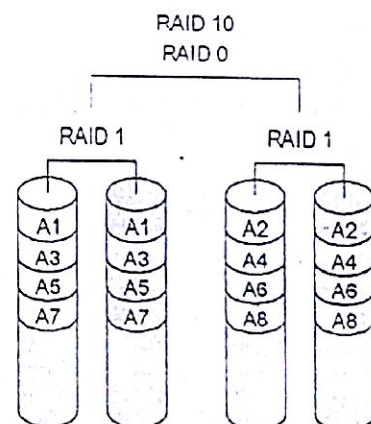 RAID 10
RAID 0
RAID 1 RAID 1
A1 A1 A2 A2
A3 A3 A4 A4
A5 A5 A6 A6
A7 A7 A8 A8